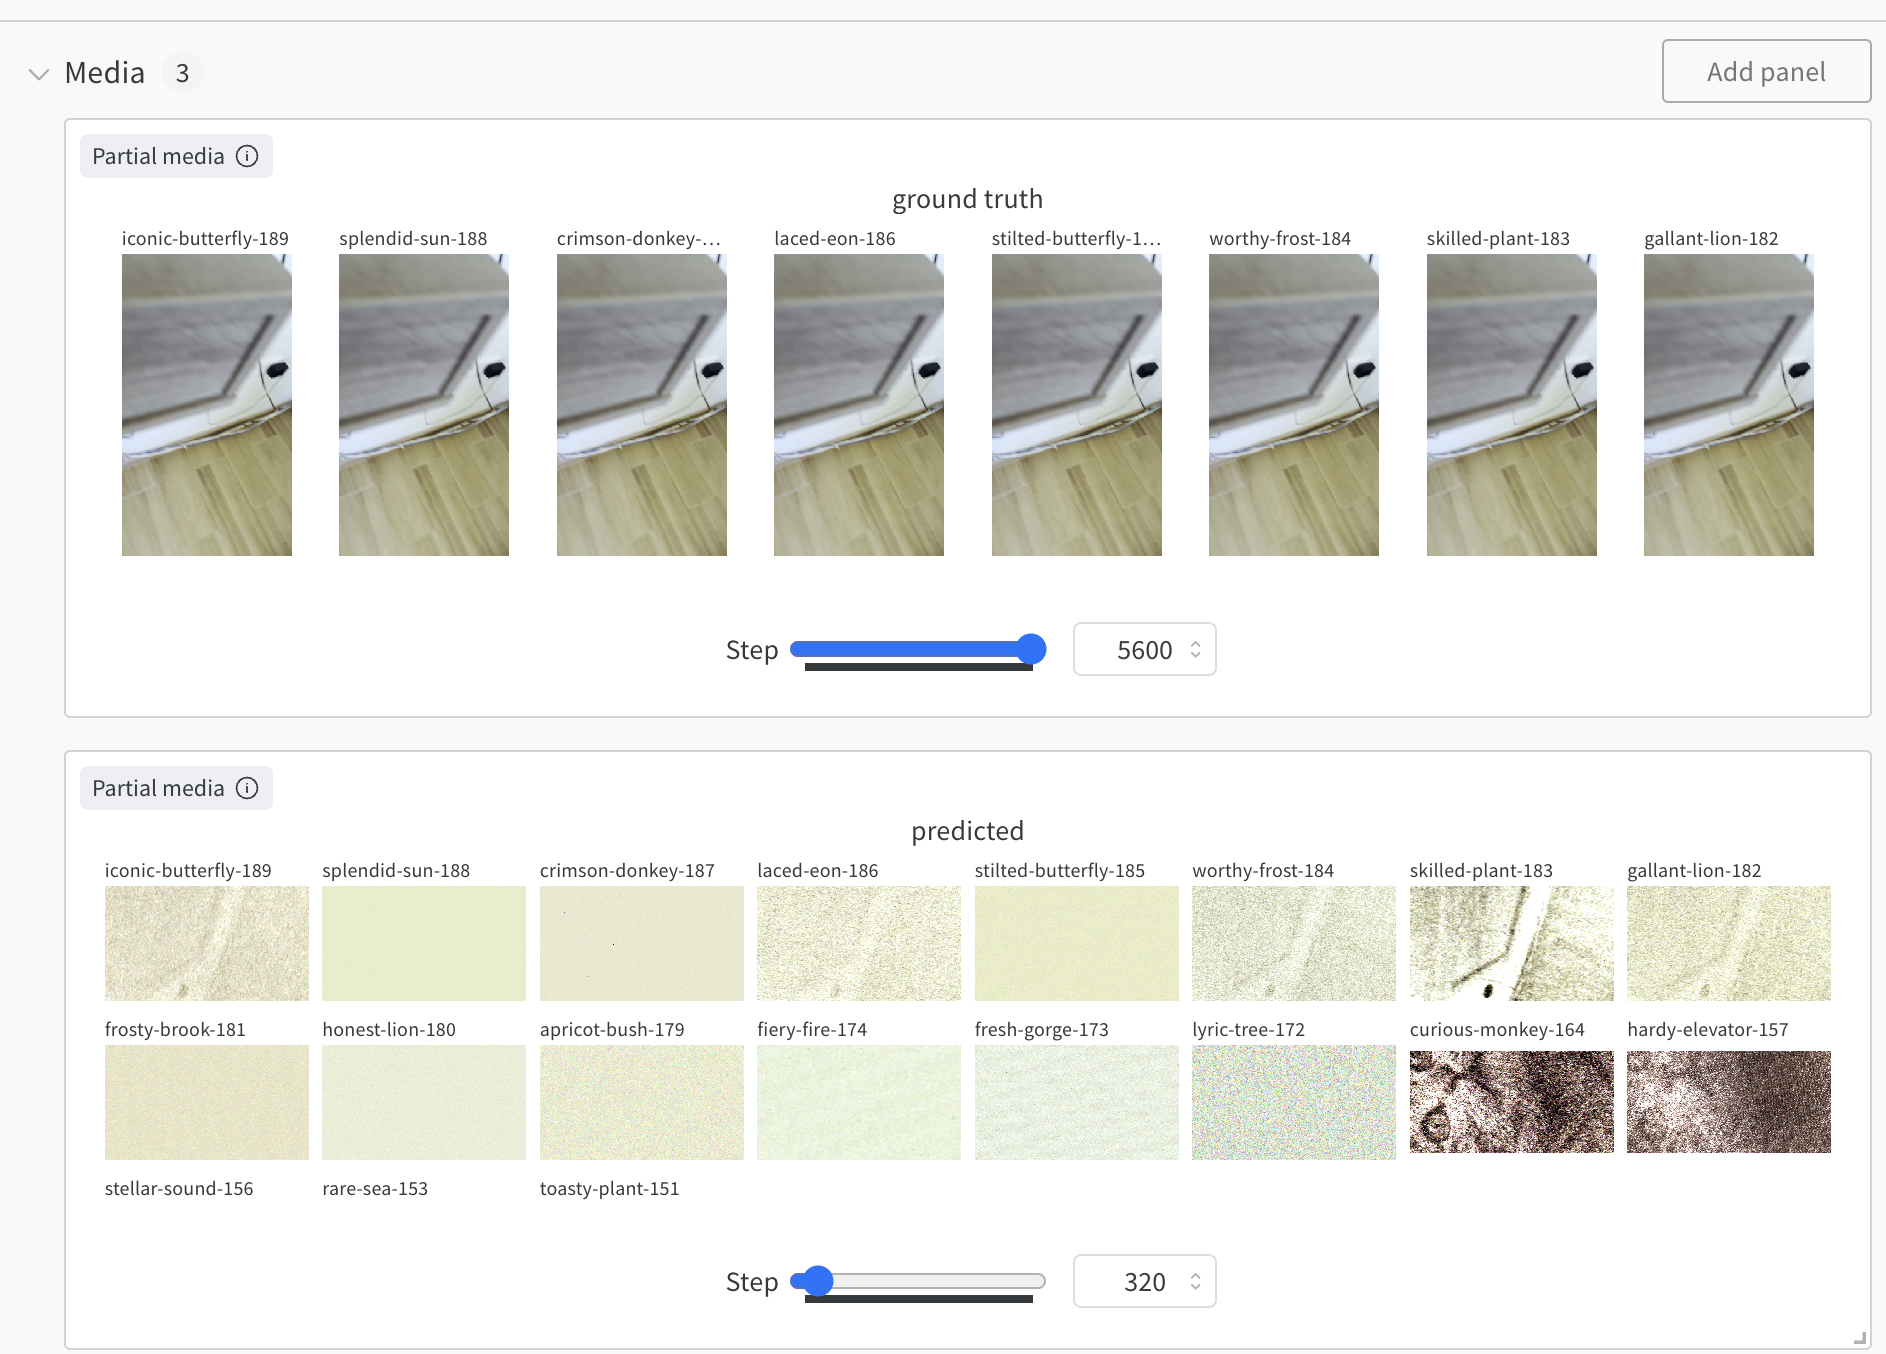 Media 3
Add panel
Partial media
ground truth
iconic-butterfly-189 splendid-sun-188 crimson-donkey-... laced-eon-186 stilted-butterfly-1... worthy-frost-184 skilled-plant-183 gallant-lion-182
Step 5600
Partial media
predicted
iconic-butterfly-189 splendid-sun-188 crimson-donkey-187 laced-eon-186 stilted-butterfly-185 worthy-frost-184 skilled-plant-183 gallant-lion-182
frosty-brook-181 honest-lion-180 apricot-bush-179 fiery-fire-174 fresh-gorge-173 lyric-tree-172 curious-monkey-164 hardy-elevator-157
stellar-sound-156 rare-sea-153 toasty-plant-151
Step 320